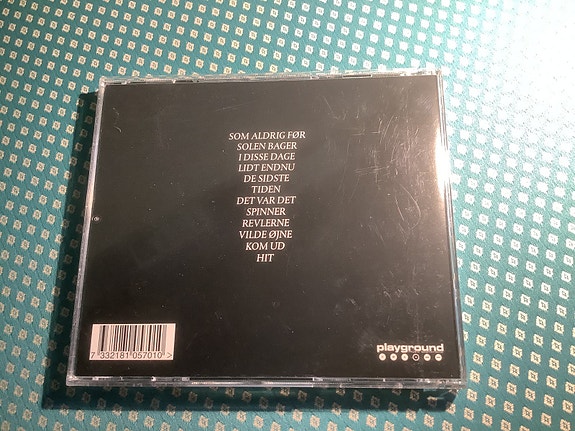 SOM ALDRIG FØR
SOLEN BAGER
I DISSE DAGE
LIDT ENDNU
DE SIDSTE
TIDEN
DET VAR DET
SPINNER
REVLERNE
VILDE ØJNE
KOM UD
HIT
playground
7 332181 057010 >